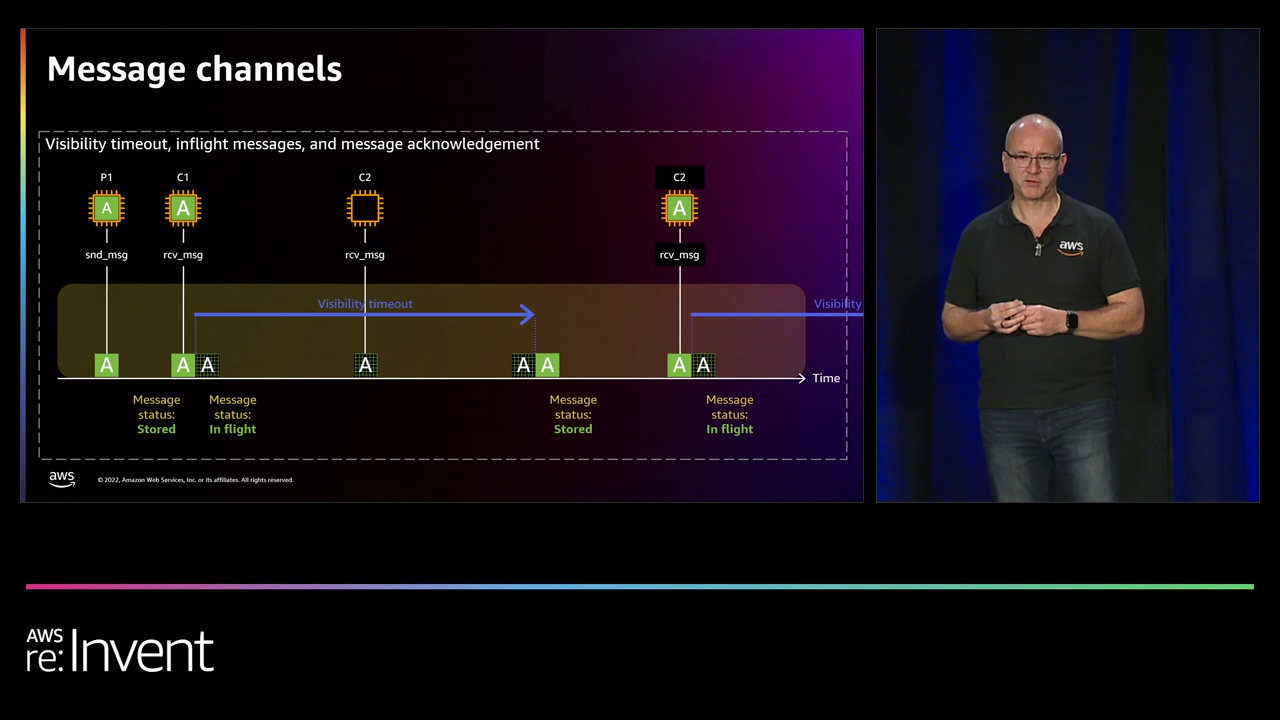 Message channels
Visibility timeout, inflight messages, and message acknowledgement
P1
C1
C2
C2
A
A
A
snd_msg
rcv_msg
rcv_msg
rcv_msg
Visibility timeout
Visibility
A
A
A
A
A
A
A
A
Time
Message
status:
Stored
Message
status:
In flight
Message
status:
Stored
Message
status:
In flight
aws
© 2022, Amazon Web Services, Inc. or its affiliates. All rights reserved.
aws
AWS
re:Invent